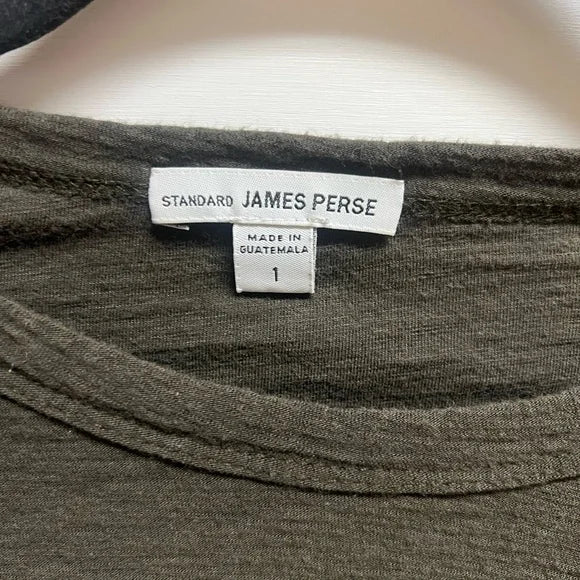 STANDARD JAMES PERSE
MADE IN
GUATEMALA
1